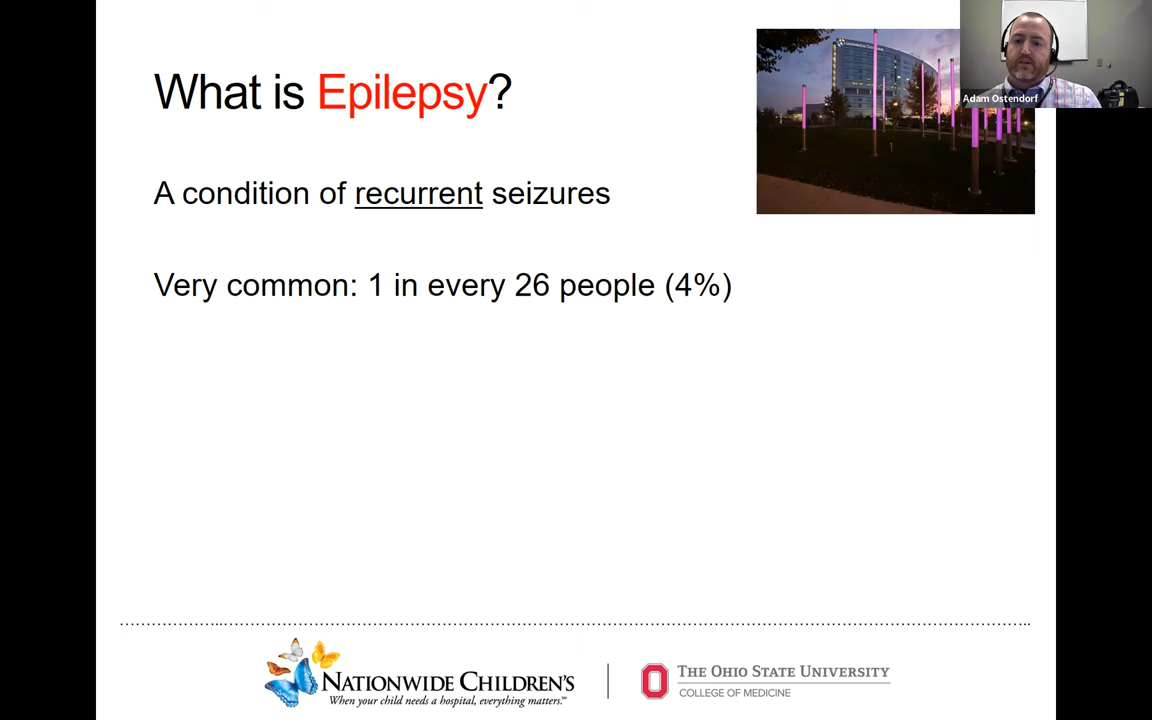 What is Epilepsy?
Adam Ostendorf
A condition of recurrent seizures
Very common: 1 in every 26 people (4%)
NATIONWIDE CHILDREN'S
When your child needs a hospital, everything matters.℠
THE OHIO STATE UNIVERSITY
COLLEGE OF MEDICINE